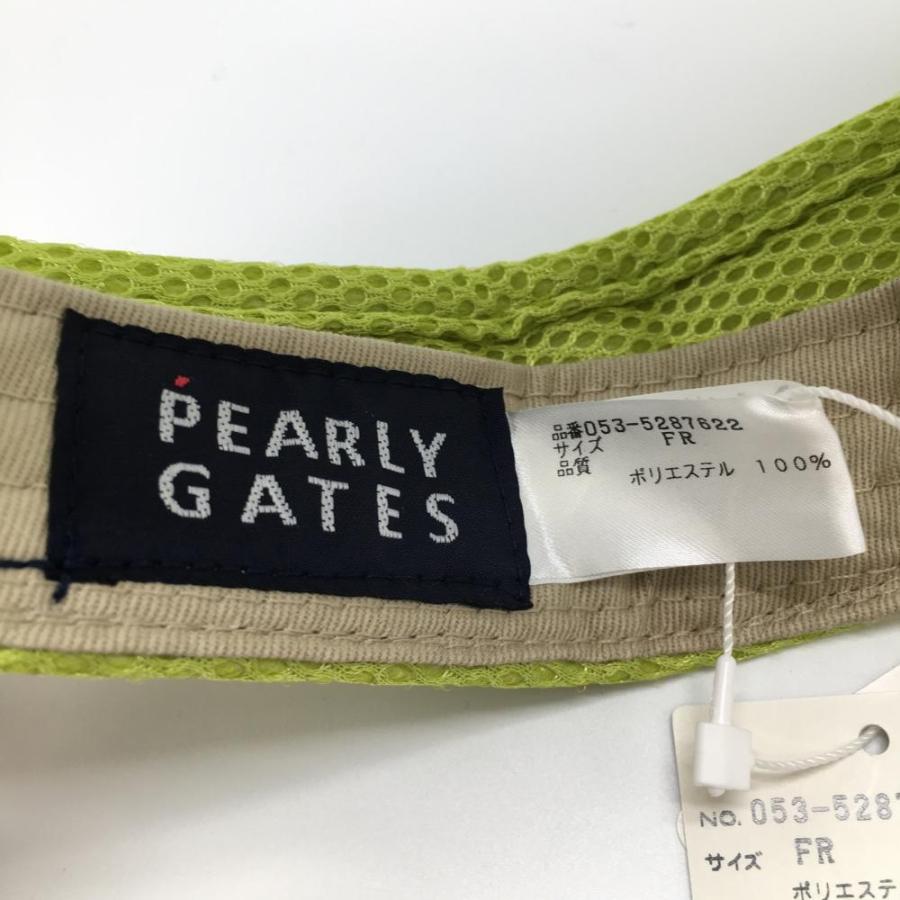 PEARLY
GATES
品番053-5287622
サイズ FR
品質 ポリエステル 100%
NO. 053-5287
サイズ FR
ポリエステ